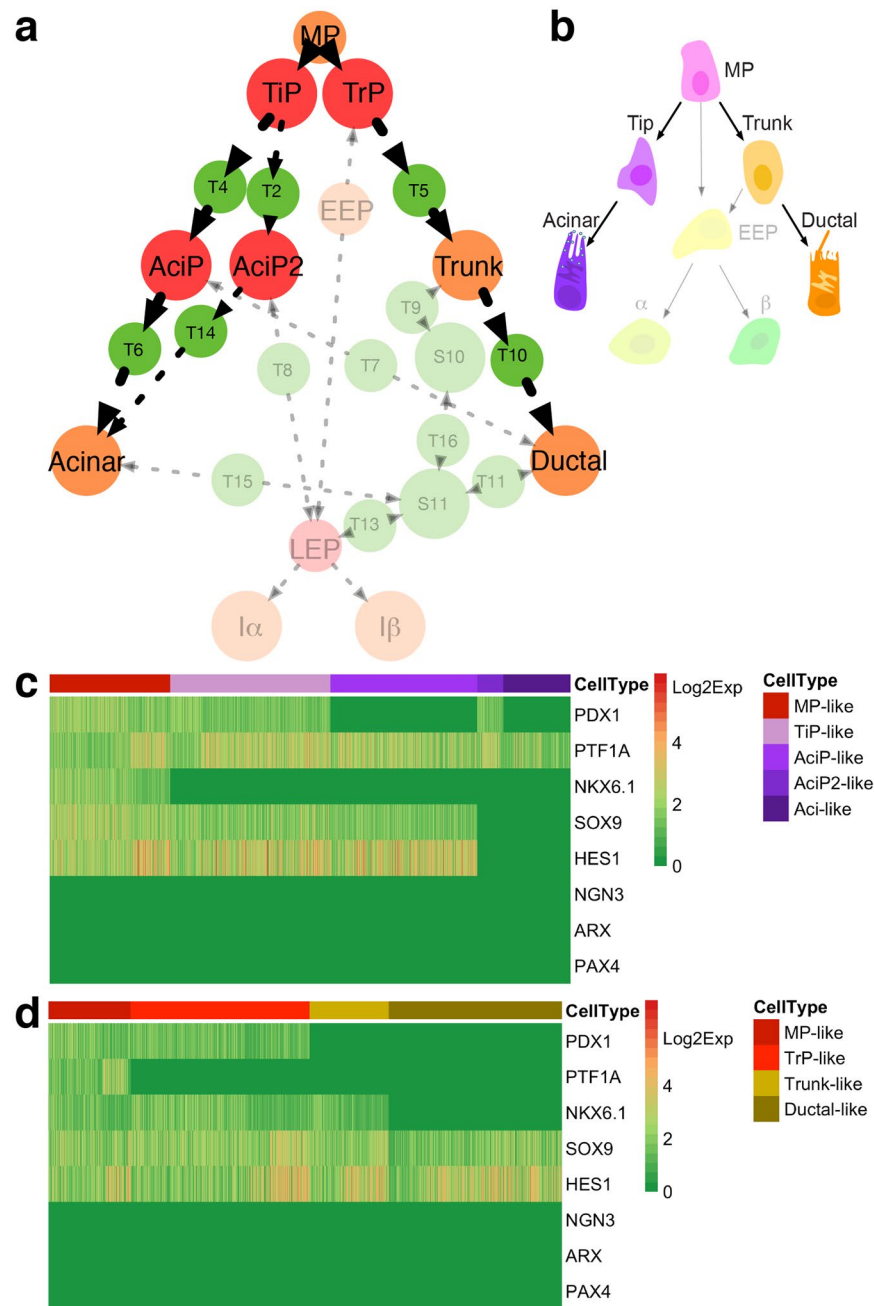 a
b
MP
TiP
TrP
T4
T2
T5
EEP
AciP
AciP2
Trunk
T9
T6
T14
T8
T7
S10
T10
T16
Acinar
Ductal
T15
S11
T11
T13
LEP
Iα
Iβ
MP
Tip
Trunk
Acinar
EEP
Ductal
α
β
c
CellType
PDX1
PTF1A
NKX6.1
SOX9
HES1
NGN3
ARX
PAX4
Log2Exp
4
2
0
CellType
MP-like
TiP-like
AciP-like
AciP2-like
Aci-like
d
CellType
PDX1
PTF1A
NKX6.1
SOX9
HES1
NGN3
ARX
PAX4
Log2Exp
4
2
0
CellType
MP-like
TrP-like
Trunk-like
Ductal-like